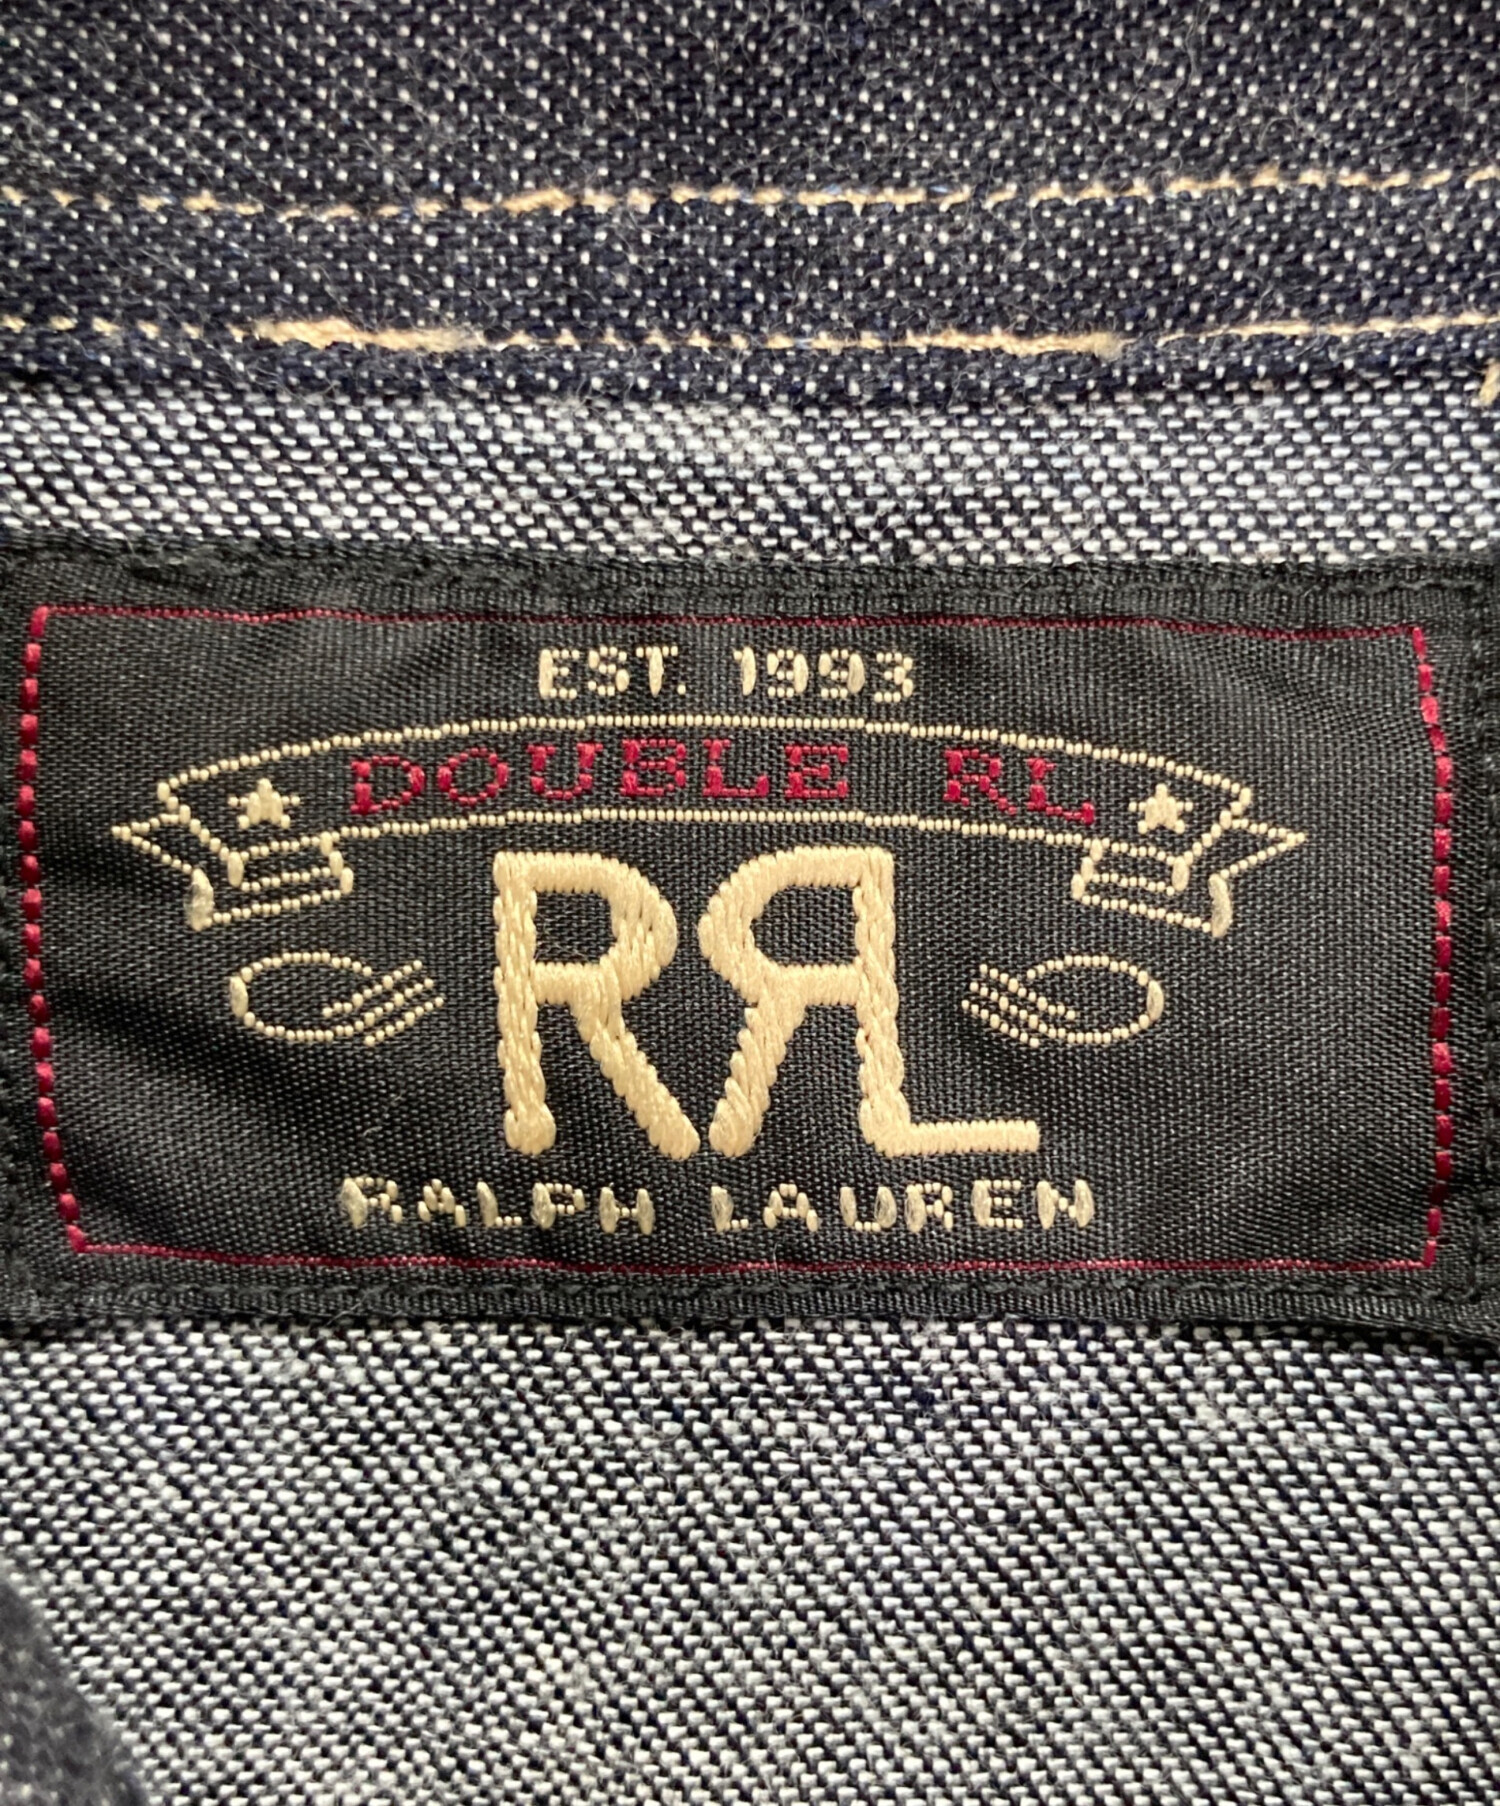 EST. 1993
DOUBLE RL
RRL
RALPH LAUREN